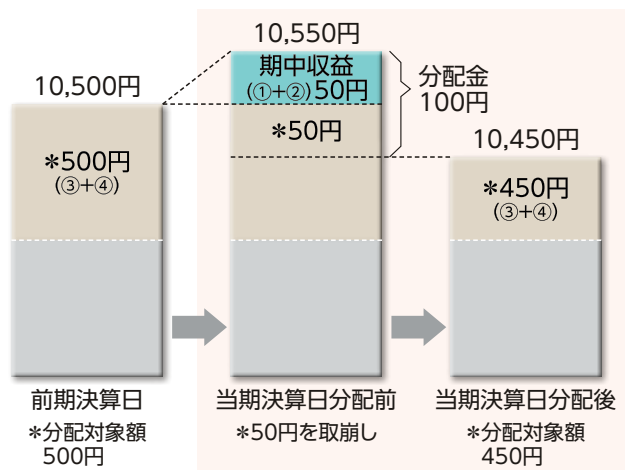 10,500円
*500円
(③+④)
前期決算日
*分配対象額
500円
10,550円
期中収益
(①+②)50円
*50円
分配金
100円
当期決算日分配前
*50円を取崩し
10,450円
*450円
(③+④)
当期決算日分配後
*分配対象額
450円